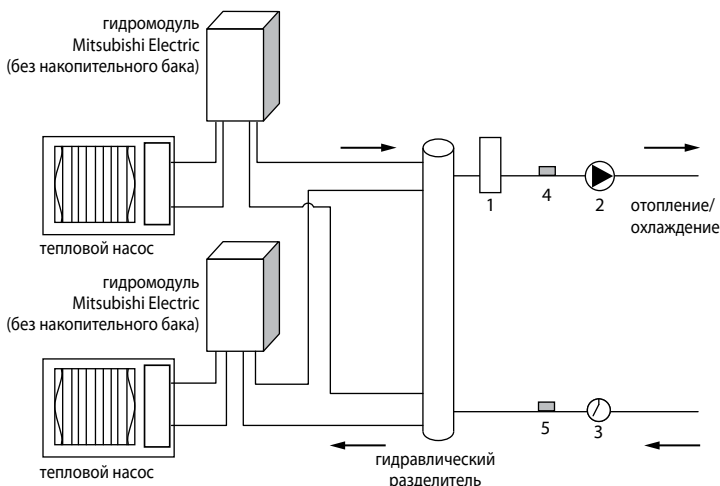 гидромодуль
Mitsubishi Electric
(без накопительного бака)
тепловой насос
1
4
2
отопление/
охлаждение
гидромодуль
Mitsubishi Electric
(без накопительного бака)
тепловой насос
5
3
гидравлический
разделитель